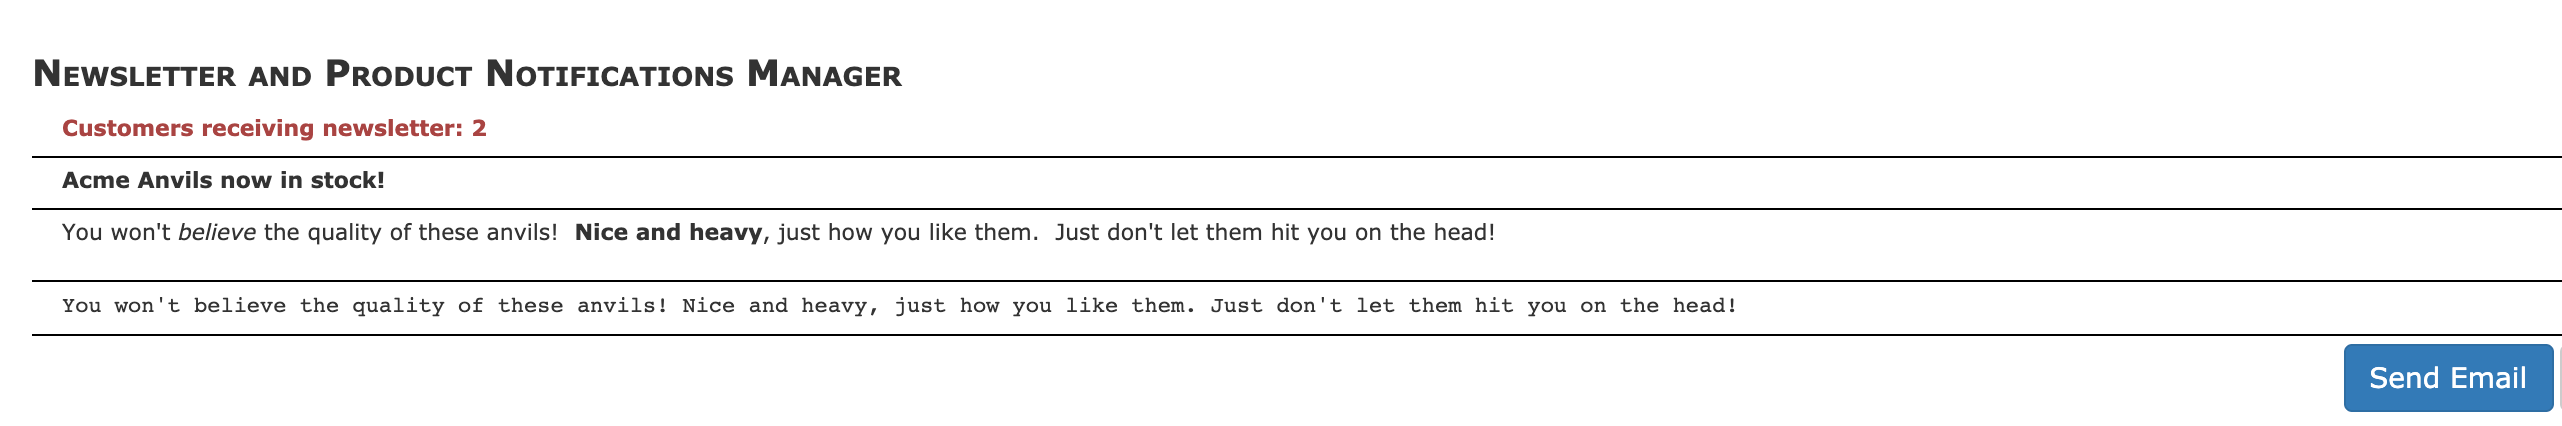 Newsletter and Product Notifications Manager
Customers receiving newsletter: 2
Acme Anvils now in stock!
You won't believe the quality of these anvils!  Nice and heavy, just how you like them.  Just don't let them hit you on the head!
You won't believe the quality of these anvils! Nice and heavy, just how you like them. Just don't let them hit you on the head!
Send Email